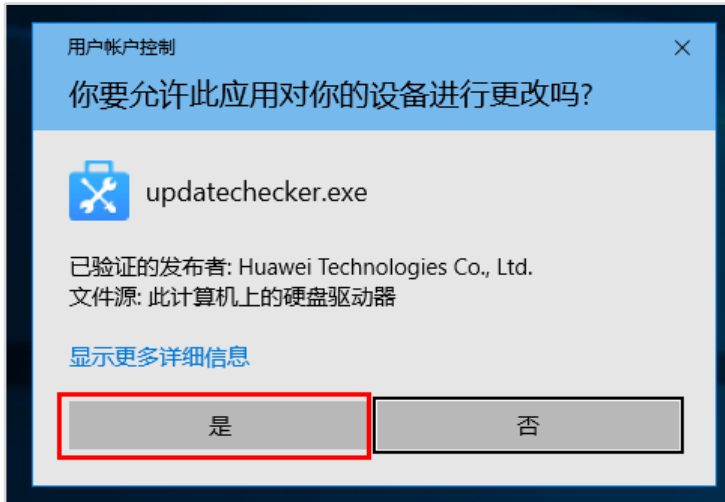 用户帐户控制
你要允许此应用对你的设备进行更改吗?
updatechecker.exe
已验证的发布者: Huawei Technologies Co., Ltd.
文件源: 此计算机上的硬盘驱动器
显示更多详细信息
是
否